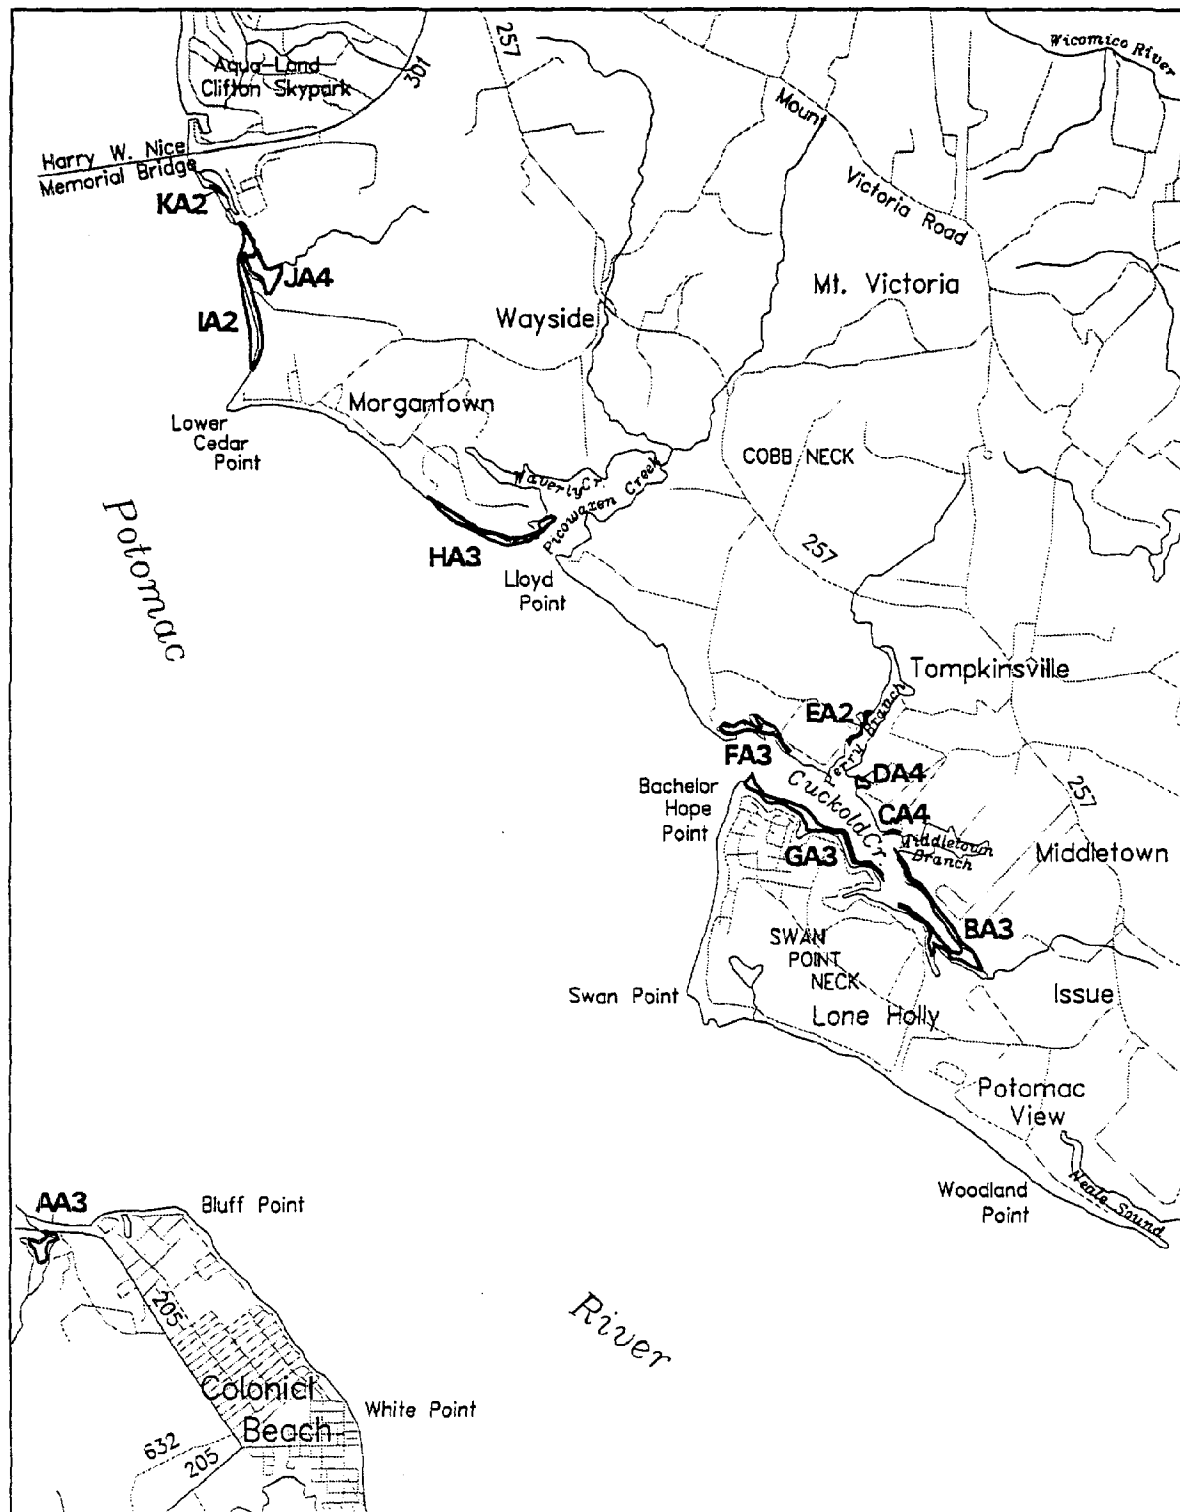 Wicomico River
257
301
Aqua-Land
Clifton Skypark
Mount
Victoria Road
Harry W. Nice
Memorial Bridge
KA2
JA4
IA2
Mt. Victoria
Wayside
Morgantown
Lower
Cedar
Point
COBB NECK
Waverly Cr.
Picowaxen Creek
HA3
Lloyd
Point
257
Potomac
Tompkinsville
EA2
Perry Branch
FA3
DA4
Bachelor
Hope
Point
Cuckold Cr.
257
CA4
Middletown
Branch
GA3
Middletown
BA3
SWAN
POINT
NECK
Swan Point
Issue
Lone Holly
Potomac
View
Woodland
Point
Neale Sound
AA3
Bluff Point
205
River
Colonial
Beach
White Point
632
205